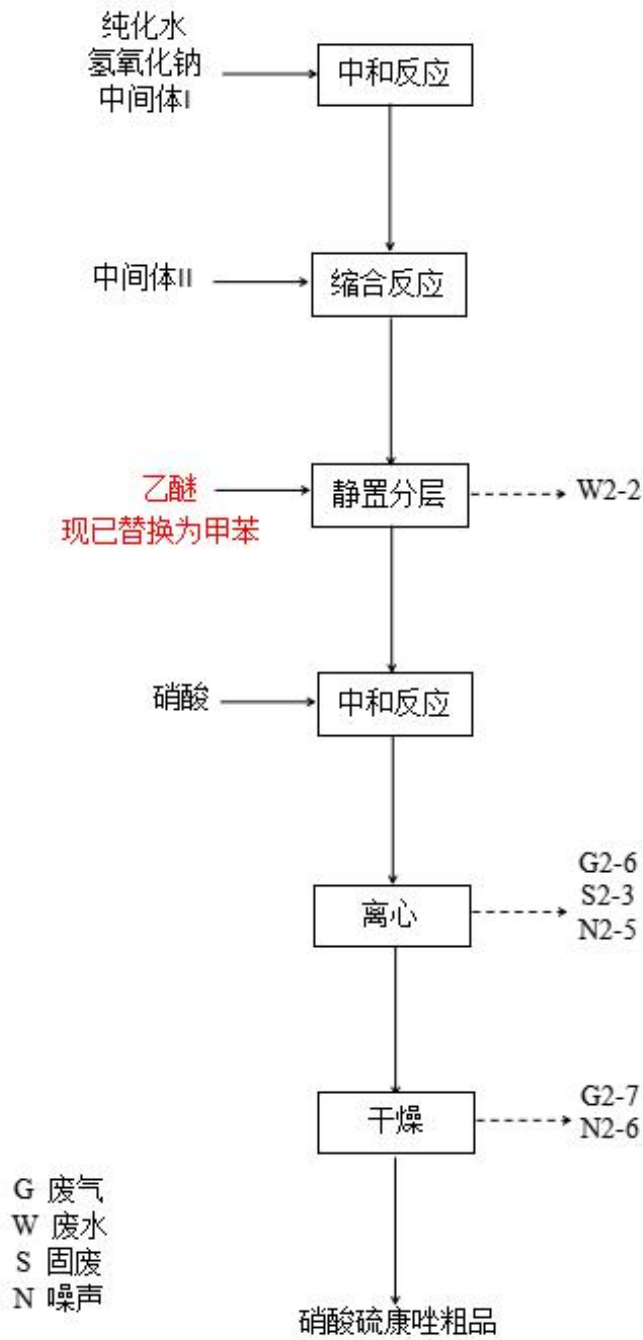 纯化水
氢氧化钠
中间体I
中和反应
中间体II
缩合反应
乙醚
现已替换为甲苯
静置分层
W2-2
硝酸
中和反应
离心
G2-6
S2-3
N2-5
干燥
G2-7
N2-6
G 废气
W 废水
S 固废
N 噪声
硝酸硫康唑粗品